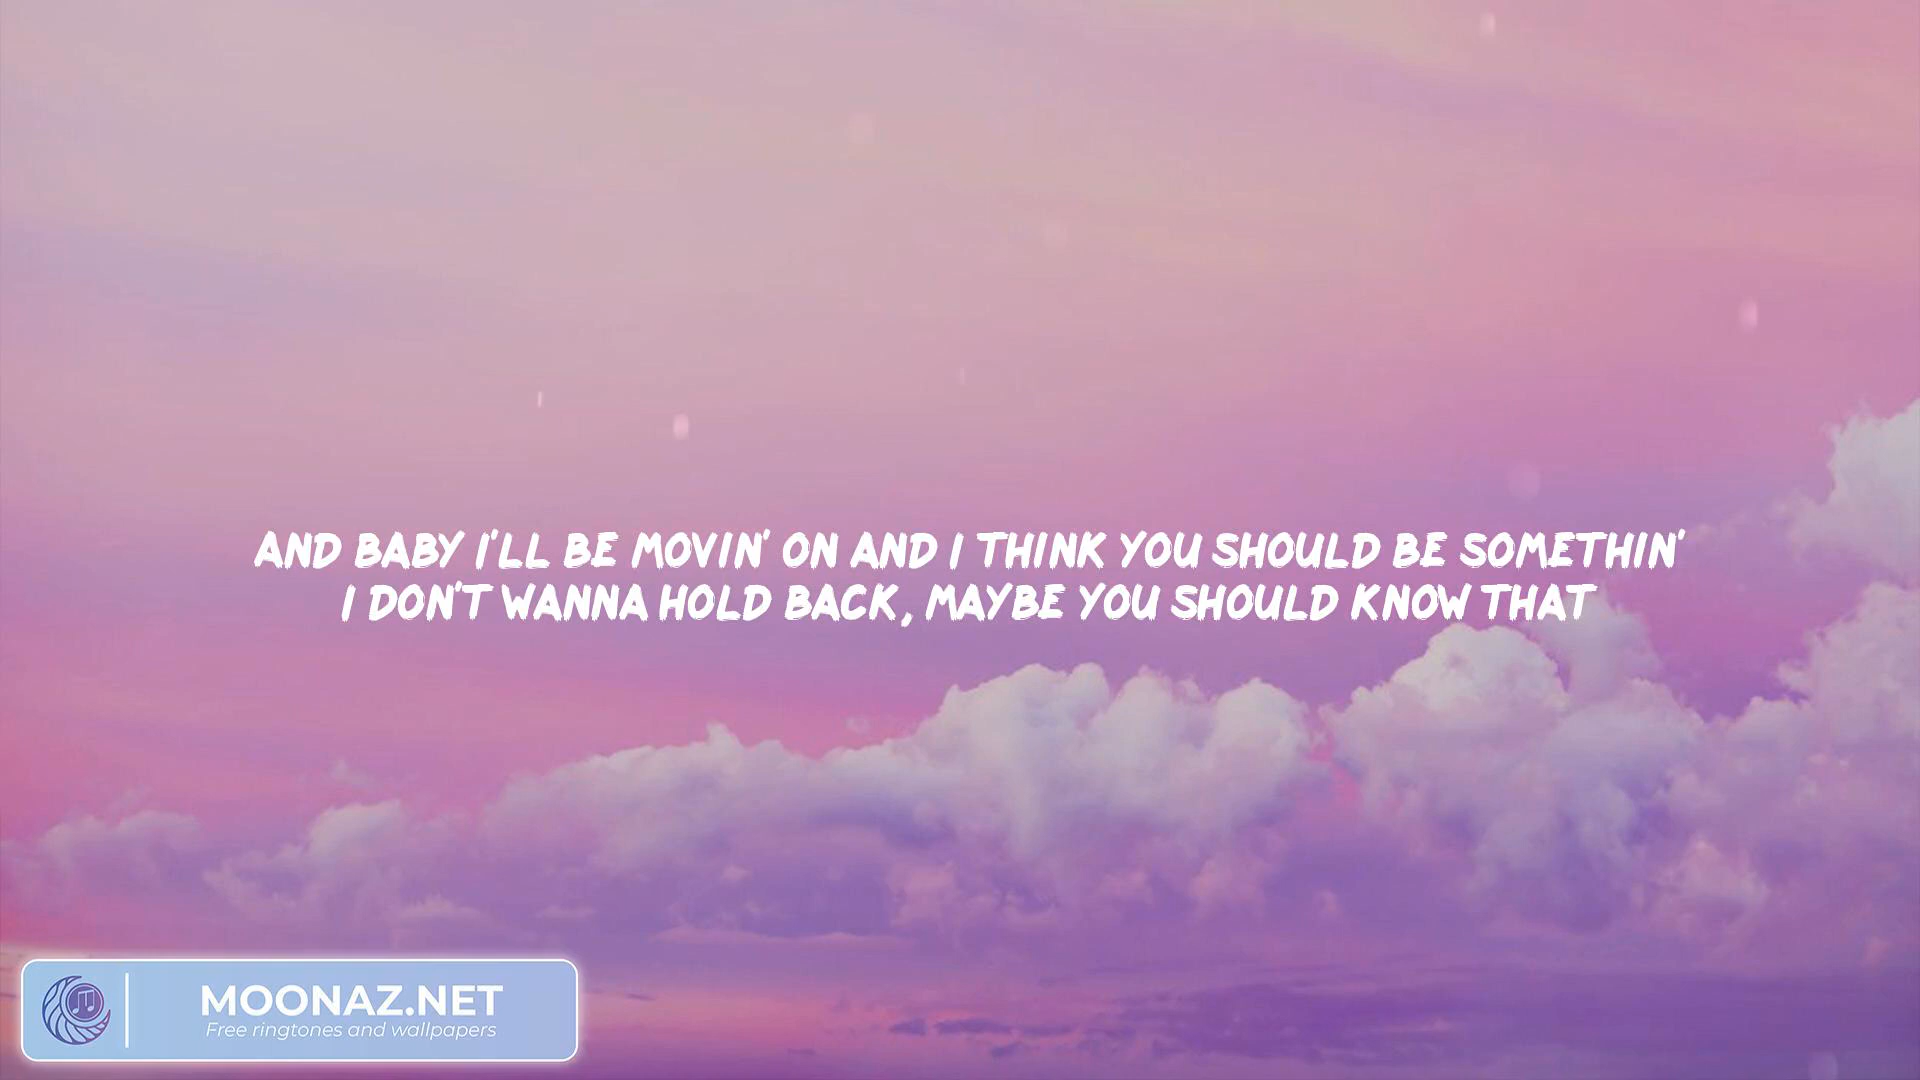 AND BABY I'LL BE MOVIN' ON AND I THINK YOU SHOULD BE SOMETHIN'
I DON'T WANNA HOLD BACK, MAYBE YOU SHOULD KNOW THAT
MOONAZ.NET
Free ringtones and wallpapers